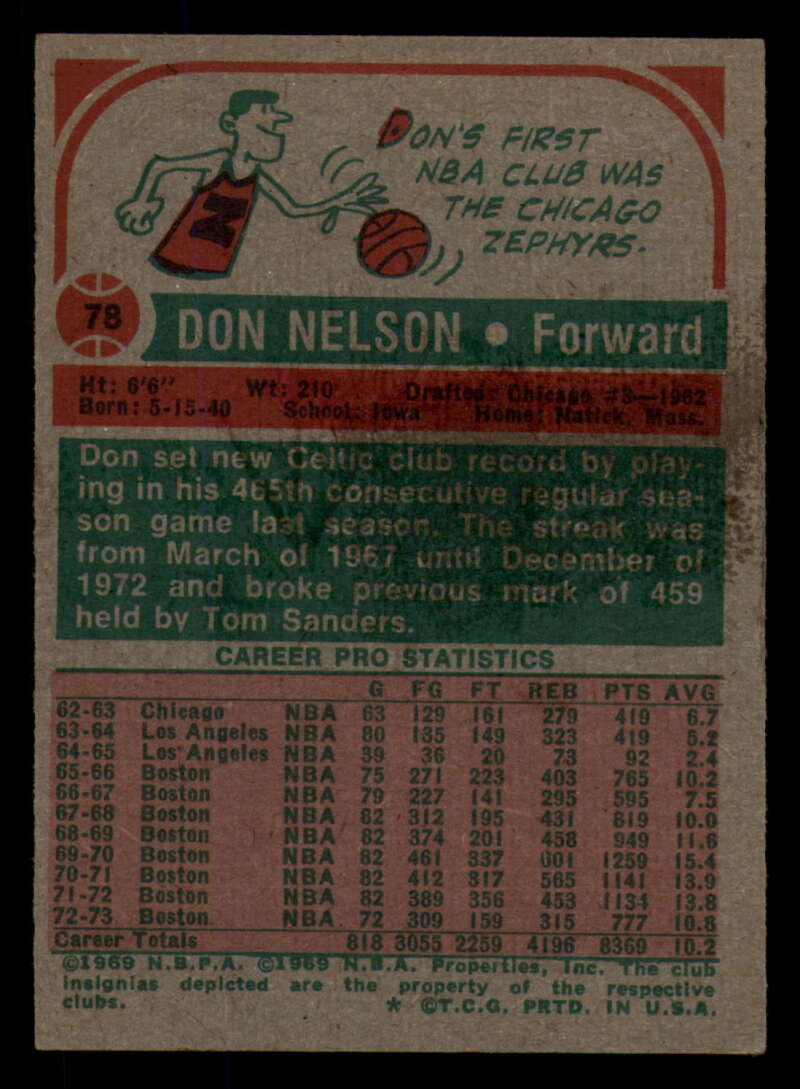 DON'S FIRST
NBA CLUB WAS
THE CHICAGO
ZEPHYRS.
78
DON NELSON • Forward
Ht: 6'6" Wt: 210 Drafted: Chicago #3—1962
Born: 5-15-40 School: Iowa Home: Natick, Mass.
Don set new Celtic club record by play-
ing in his 465th consecutive regular sea-
son game last season. The streak was
from March of 1967 until December of
1972 and broke previous mark of 459
held by Tom Sanders.
CAREER PRO STATISTICS
G FG FT REB PTS AVG
62-63 Chicago NBA 63 129 161 279 419 6.7
63-64 Los Angeles NBA 80 135 149 323 419 5.2
64-65 Los Angeles NBA 39 36 20 73 92 2.4
65-66 Boston NBA 75 271 223 403 765 10.2
66-67 Boston NBA 79 227 141 295 595 7.5
67-68 Boston NBA 82 312 195 431 819 10.0
68-69 Boston NBA 82 374 201 458 949 11.6
69-70 Boston NBA 82 461 337 601 1259 15.4
70-71 Boston NBA 82 412 317 565 1141 13.9
71-72 Boston NBA 82 389 356 453 1134 13.8
72-73 Boston NBA 72 309 159 315 777 10.8
Career Totals 818 3055 2259 4196 8369 10.2
©1969 N.B.P.A. ©1969 N.B.A. Properties, Inc. The club
insignias depicted are the property of the respective
clubs. * ©T.C.G. PRTD. IN U.S.A.